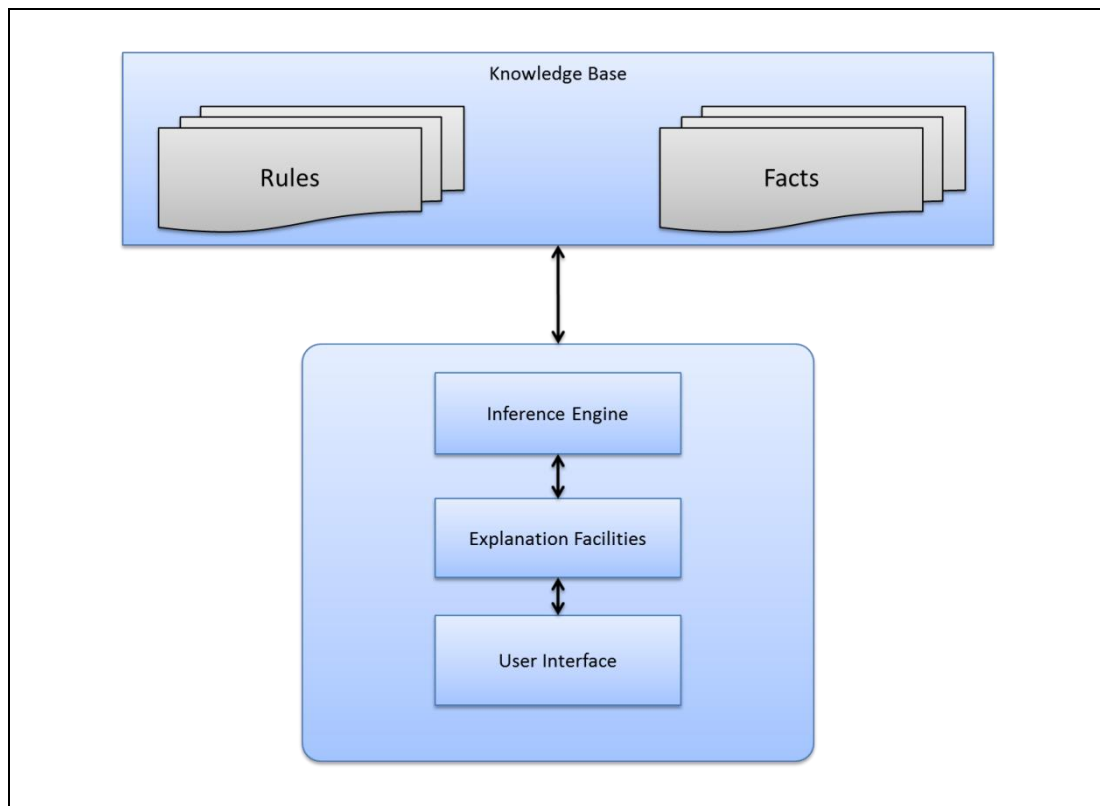 Knowledge Base
Rules
Facts
Inference Engine
Explanation Facilities
User Interface